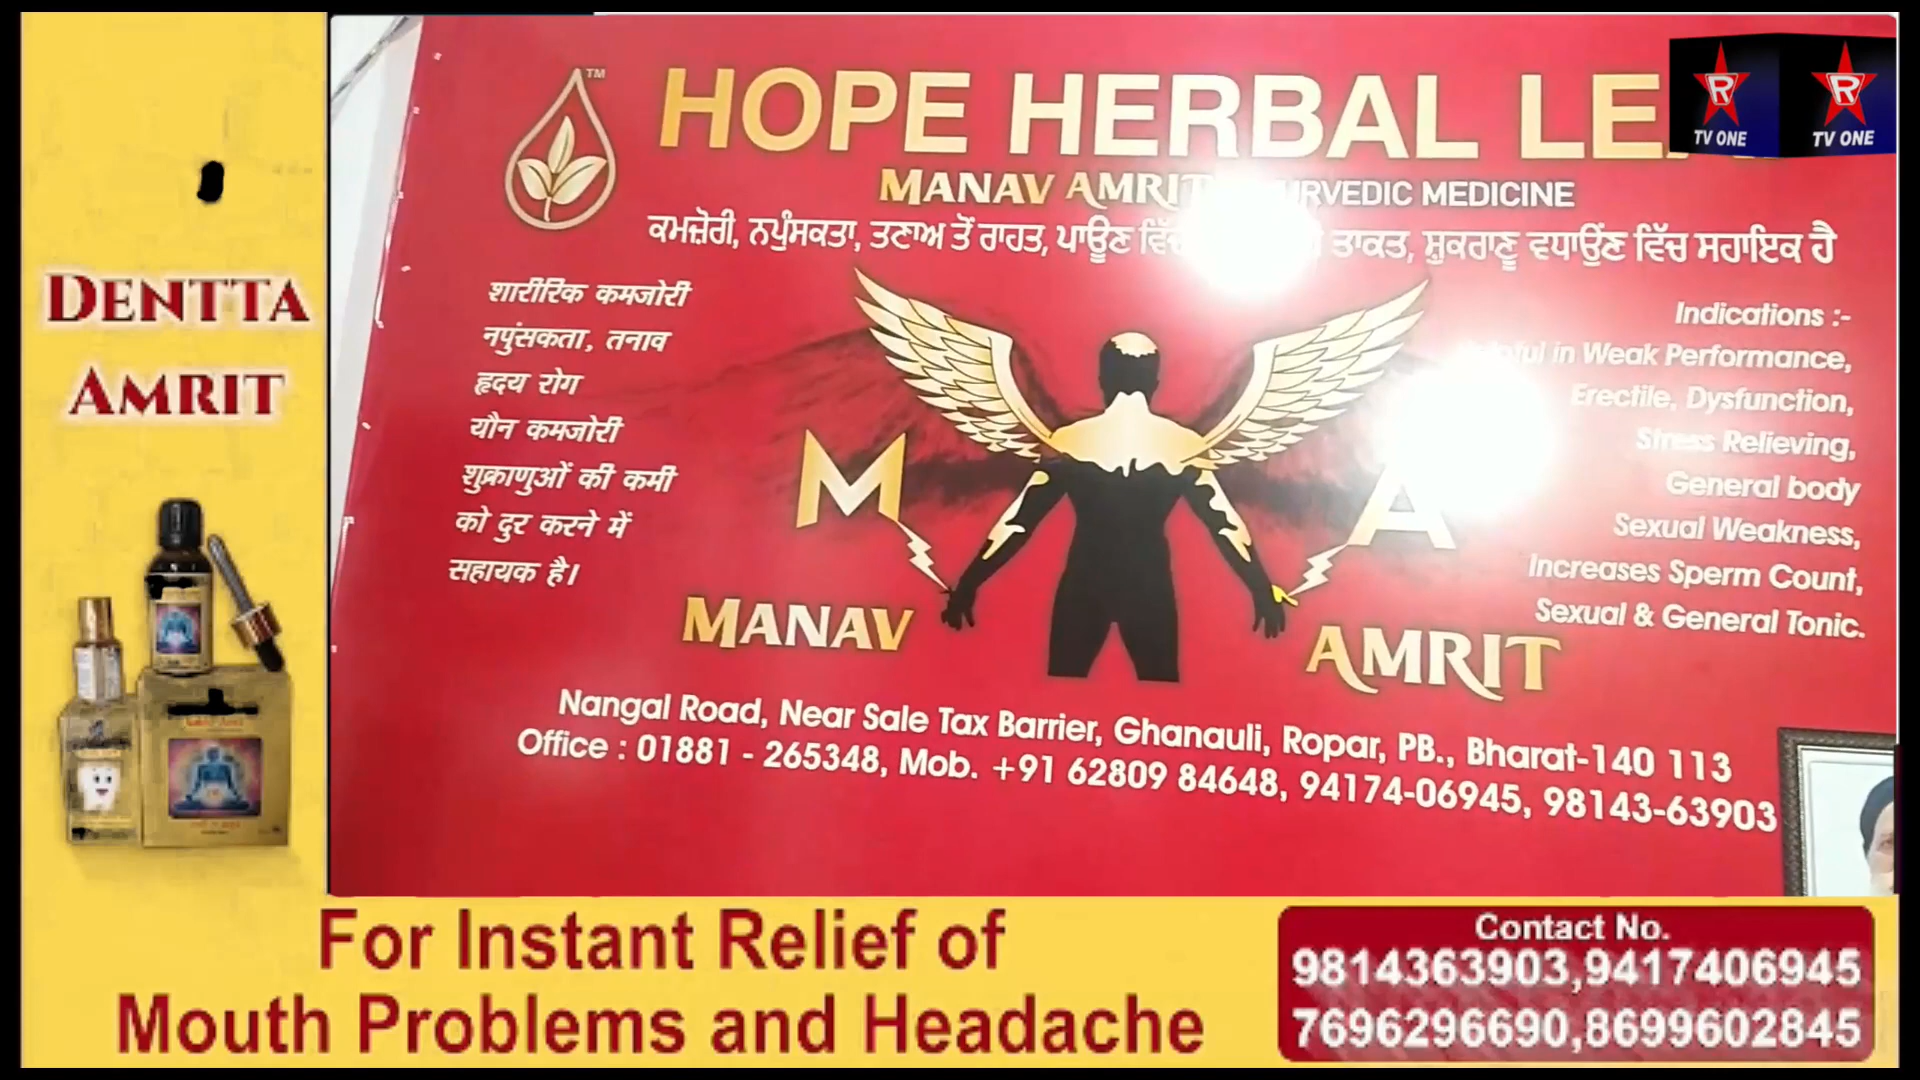 TM
HOPE HERBAL
MANAV AMRIT MEDICINE
ਕਮਜ਼ੋਰੀ, ਨਪੁੰਸਕਤਾ, ਤਣਾਅ ਤੋਂ ਰਾਹਤ, ਪਾਉਣ ਵਿੱਚ ਤਾਕਤ, ਸ਼ੁਕਰਾਣੂ ਵਧਾਉਂਣ ਵਿੱਚ ਸਹਾਇਕ ਹੈ
शारीरिक कमजोरी
नपुंसकता, तनाव
हृदय रोग
यौन कमजोरी
शुक्राणुओं की कमी
को दुर करने में
सहायक है।
Indications :-
in Weak Performance,
Erectile, Dysfunction,
Stress Relieving,
General body
Sexual Weakness,
Increases Sperm Count,
Sexual & General Tonic.
M A
MANAV AMRIT
Nangal Road, Near Sale Tax Barrier, Ghanauli, Ropar, PB., Bharat-140 113
Office : 01881 - 265348, Mob. +91 62809 84648, 94174-06945, 98143-63903
R TV ONE
R TV ONE
DENTTA
AMRIT
For Instant Relief of
Mouth Problems and Headache
Contact No.
9814363903,9417406945
7696296690,8699602845